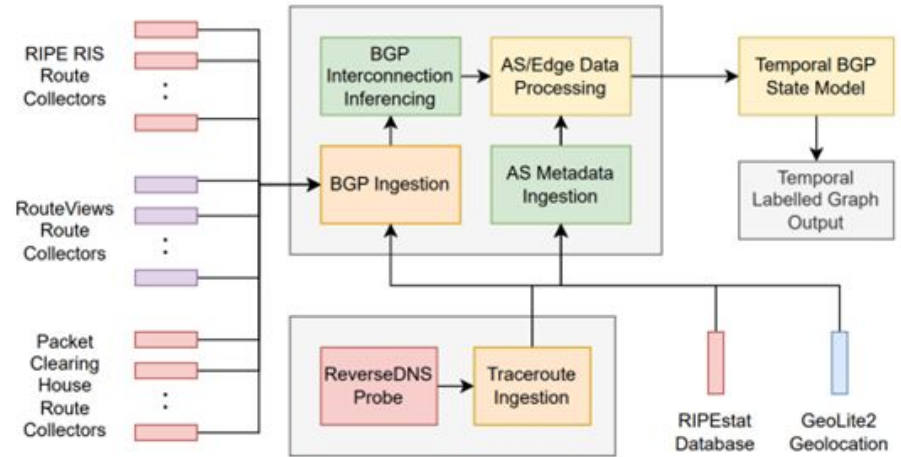 RIPE RIS
Route
Collectors
RouteViews
Route
Collectors
Packet
Clearing
House
Route
Collectors
BGP
Interconnection
Inferencing
AS/Edge Data
Processing
BGP Ingestion
AS Metadata
Ingestion
Temporal BGP
State Model
Temporal
Labelled Graph
Output
ReverseDNS
Probe
Traceroute
Ingestion
RIPEstat
Database
GeoLite2
Geolocation